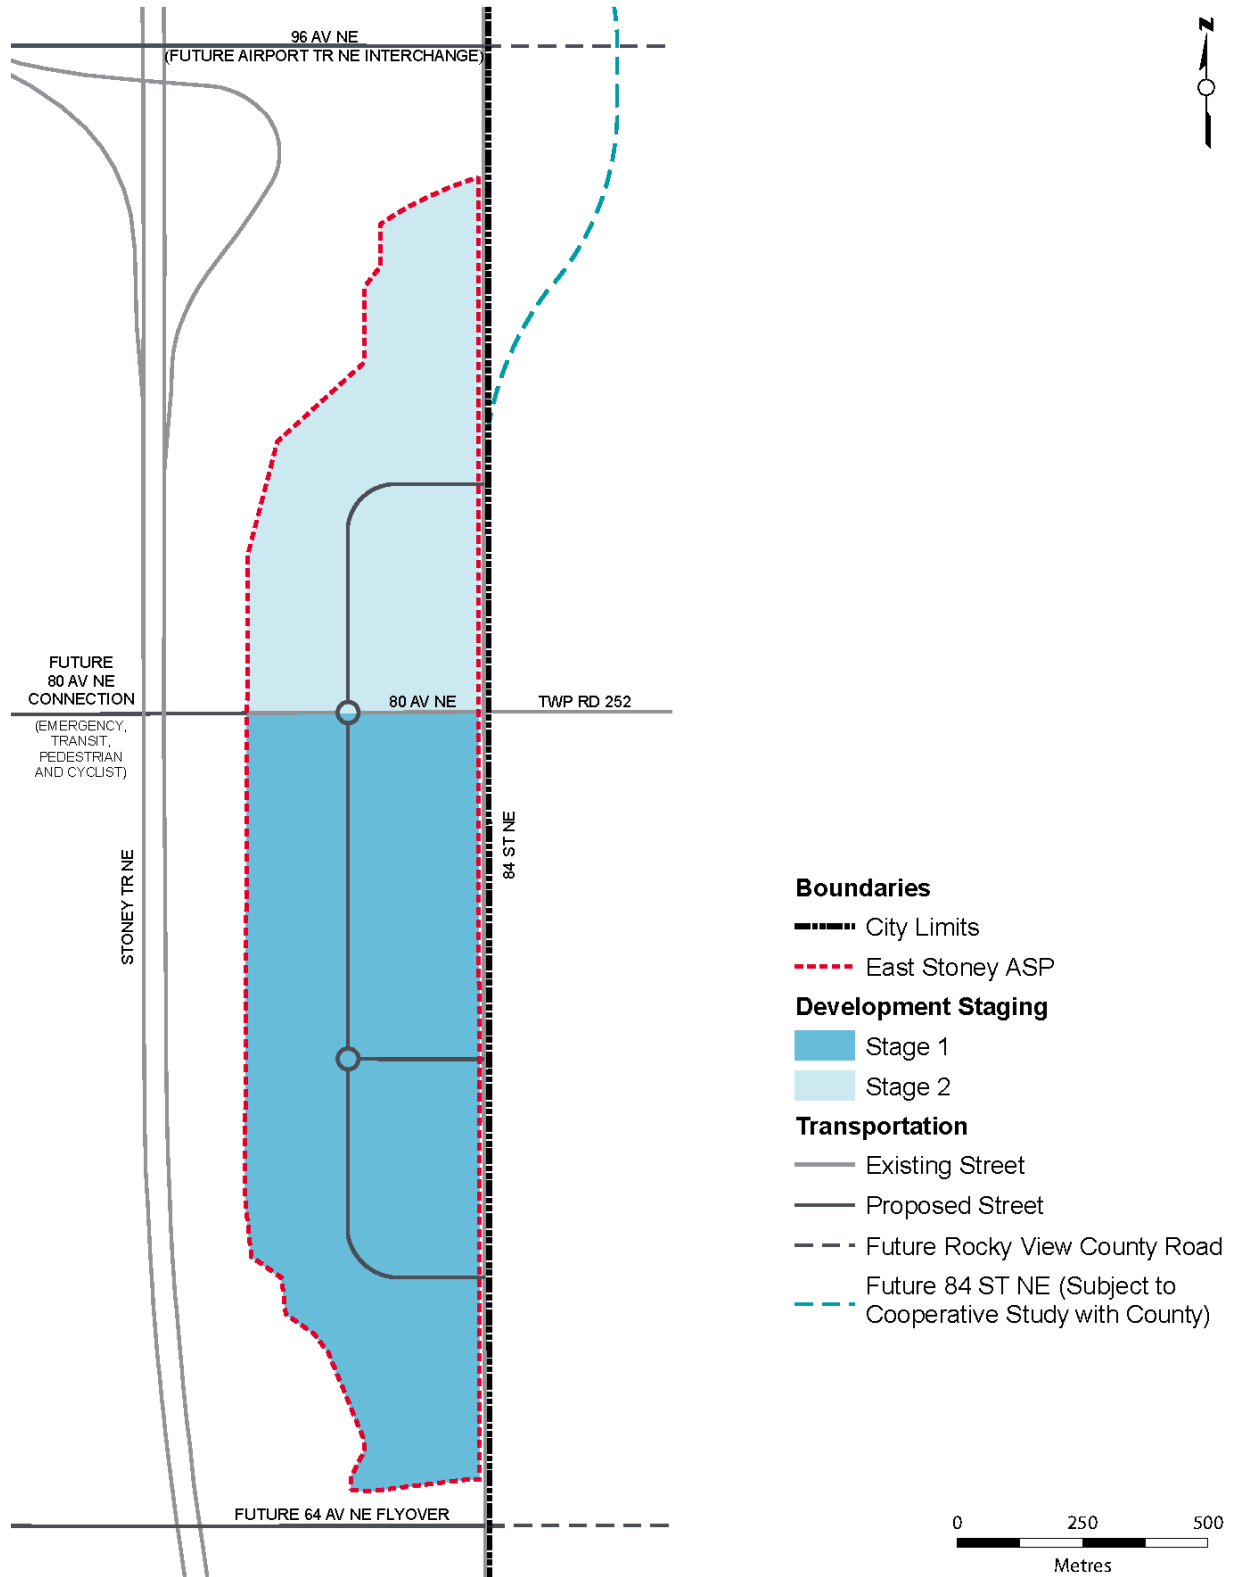 96 AV NE
(FUTURE AIRPORT TR NE INTERCHANGE)
N
FUTURE
80 AV NE
CONNECTION
(EMERGENCY,
TRANSIT,
PEDESTRIAN
AND CYCLIST)
80 AV NE
TWP RD 252
STONEY TR NE
84 ST NE
FUTURE 64 AV NE FLYOVER
Boundaries
City Limits
East Stoney ASP
Development Staging
Stage 1
Stage 2
Transportation
Existing Street
Proposed Street
Future Rocky View County Road
Future 84 ST NE (Subject to
Cooperative Study with County)
0 250 500
Metres